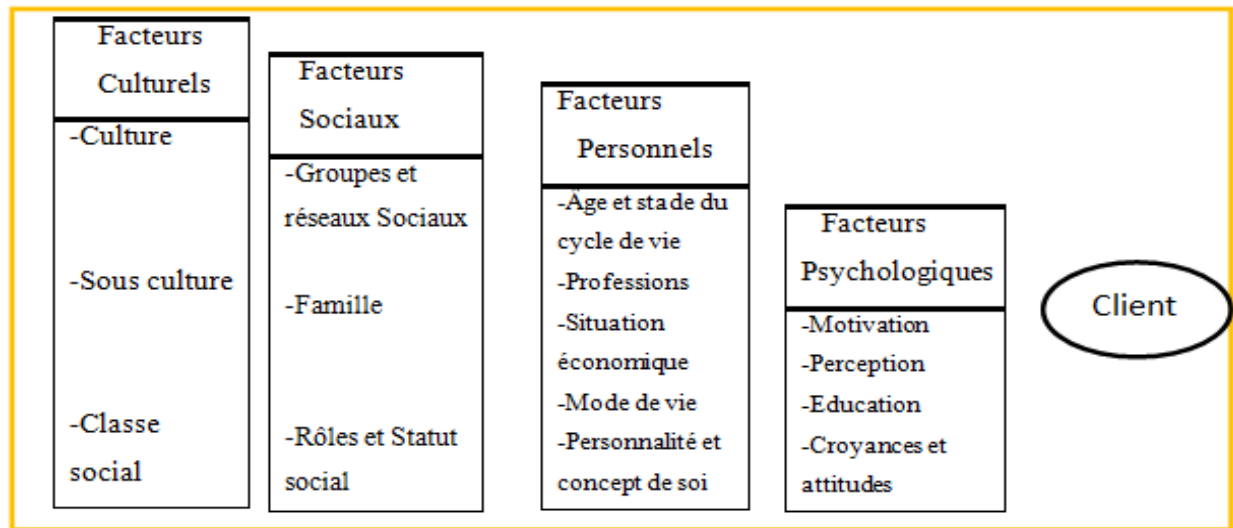 Facteurs
Culturels
-Culture
-Sous culture
-Classe
social
Facteurs
Sociaux
-Groupes et
réseaux Sociaux
-Famille
-Rôles et Statut
social
Facteurs
Personnels
-Âge et stade du
cycle de vie
-Professions
-Situation
économique
-Mode de vie
-Personnalité et
concept de soi
Facteurs
Psychologiques
-Motivation
-Perception
-Education
-Croyances et
attitudes
Client